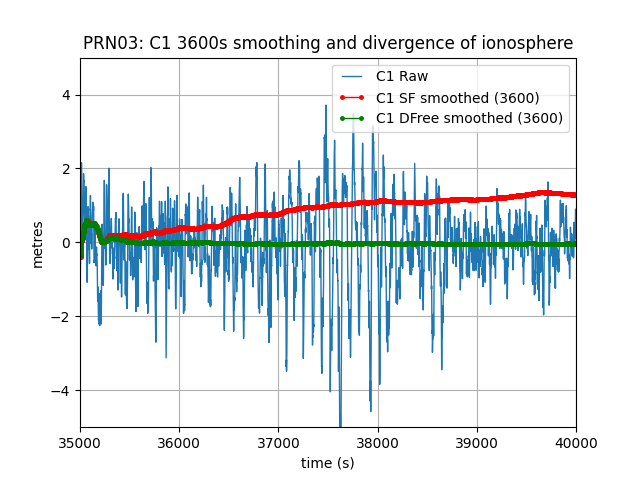 PRN03: C1 3600s smoothing and divergence of ionosphere
C1 Raw
C1 SF smoothed (3600)
C1 DFree smoothed (3600)
metres
4
2
0
−2
−4
35000 36000 37000 38000 39000 40000
time (s)